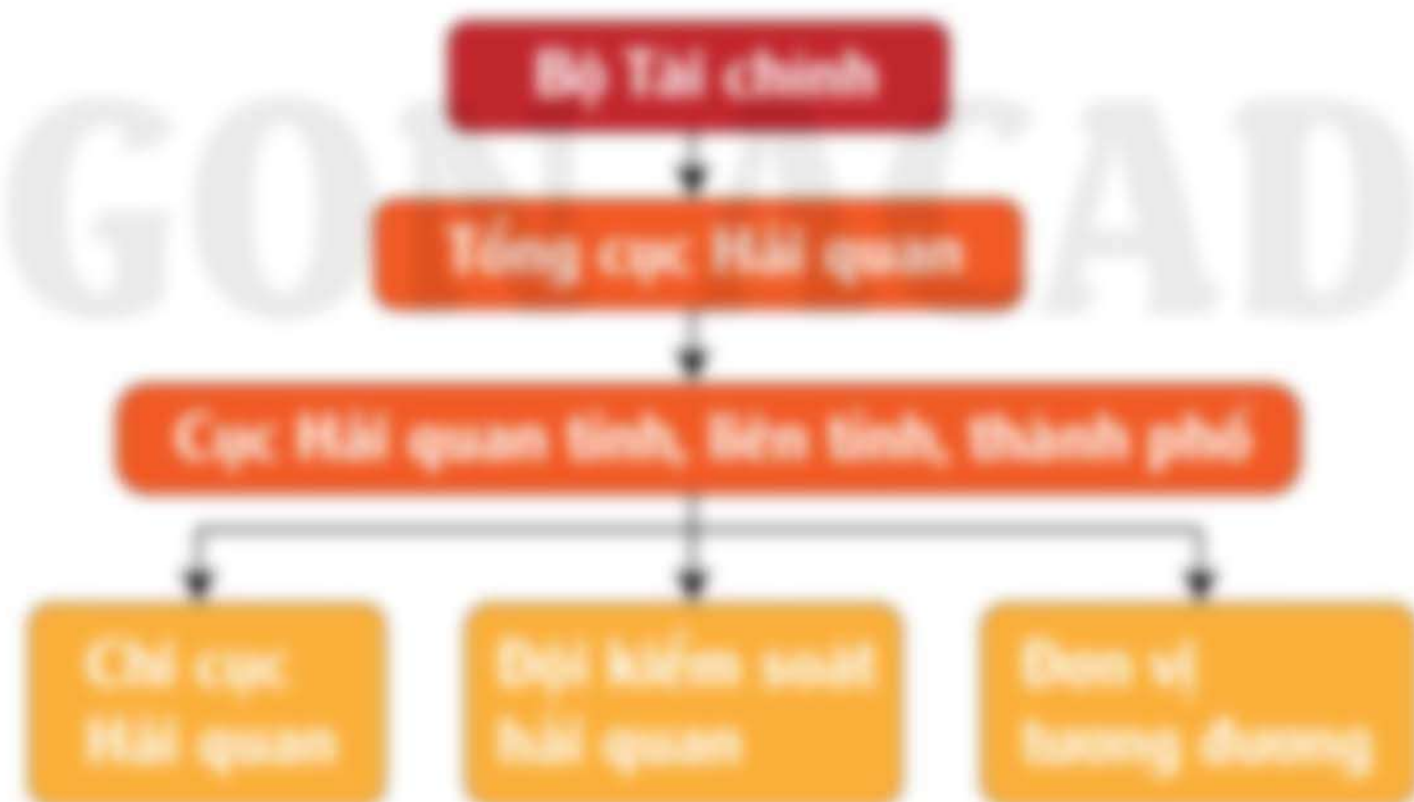 Bộ Tài chính
Tổng cục Hải quan
Cục Hải quan tỉnh, liên tỉnh, thành phố
Chi cục
Hải quan
Đội kiểm soát
hải quan
Đơn vị
tương đương